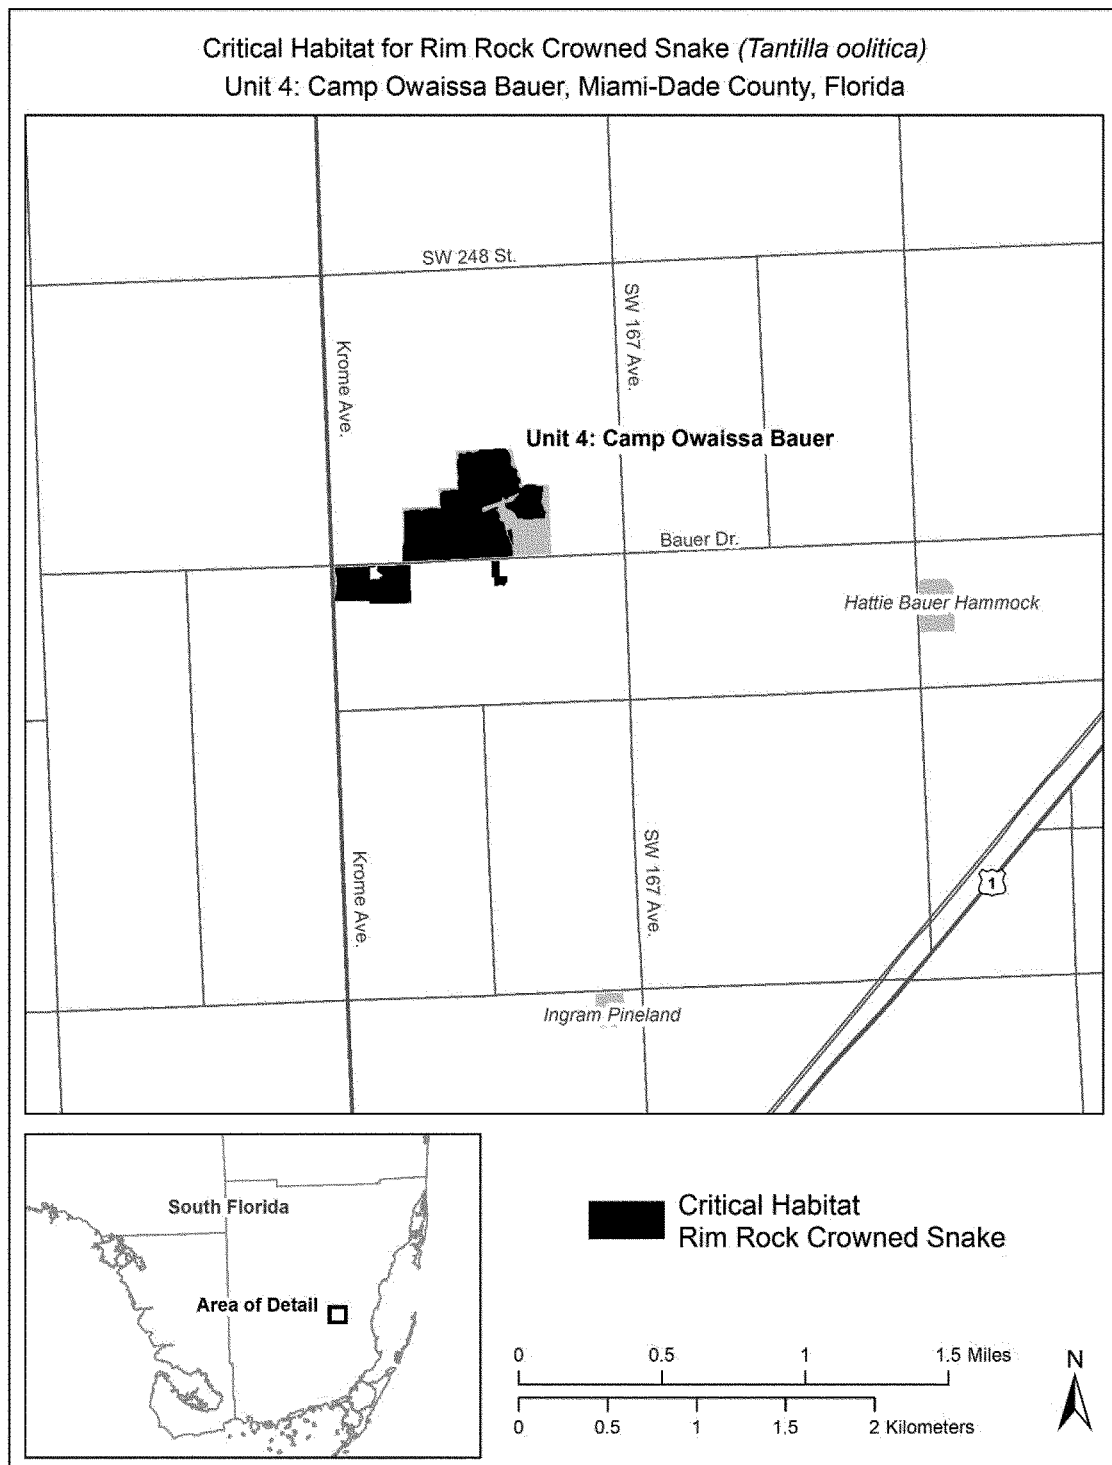 Critical Habitat for Rim Rock Crowned Snake (Tantilla oolitica)
Unit 4: Camp Owaissa Bauer, Miami-Dade County, Florida
SW 248 St.
SW 167 Ave.
Krome Ave.
Unit 4: Camp Owaissa Bauer
Bauer Dr.
Hattie Bauer Hammock
SW 167 Ave.
Krome Ave.
1
Ingram Pineland
South Florida
Area of Detail
Critical Habitat
Rim Rock Crowned Snake
0 0.5 1 1.5 Miles
0 0.5 1 1.5 2 Kilometers
N